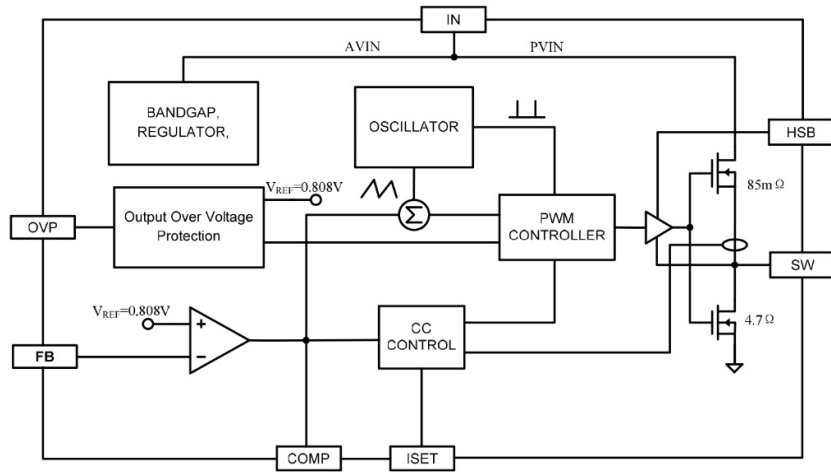 IN
AVIN
PVIN
BANDGAP,
REGULATOR,
OSCILLATOR
HSB
85mΩ
VREF=0.808V
OVP
Output Over Voltage
Protection
Σ
PWM
CONTROLLER
SW
VREF=0.808V
+
−
FB
CC
CONTROL
4.7Ω
COMP
ISET